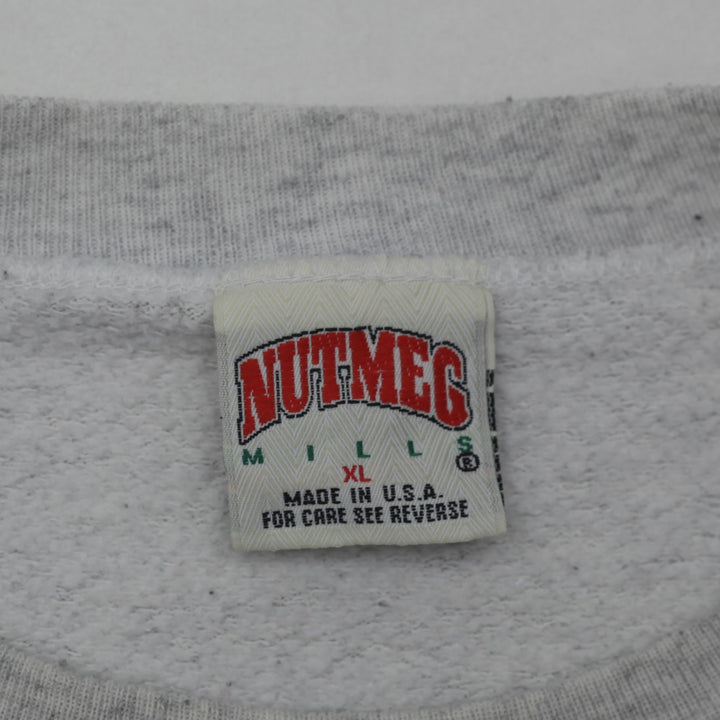 NUTMEG
MILLS®
XL
MADE IN U.S.A.
FOR CARE SEE REVERSE